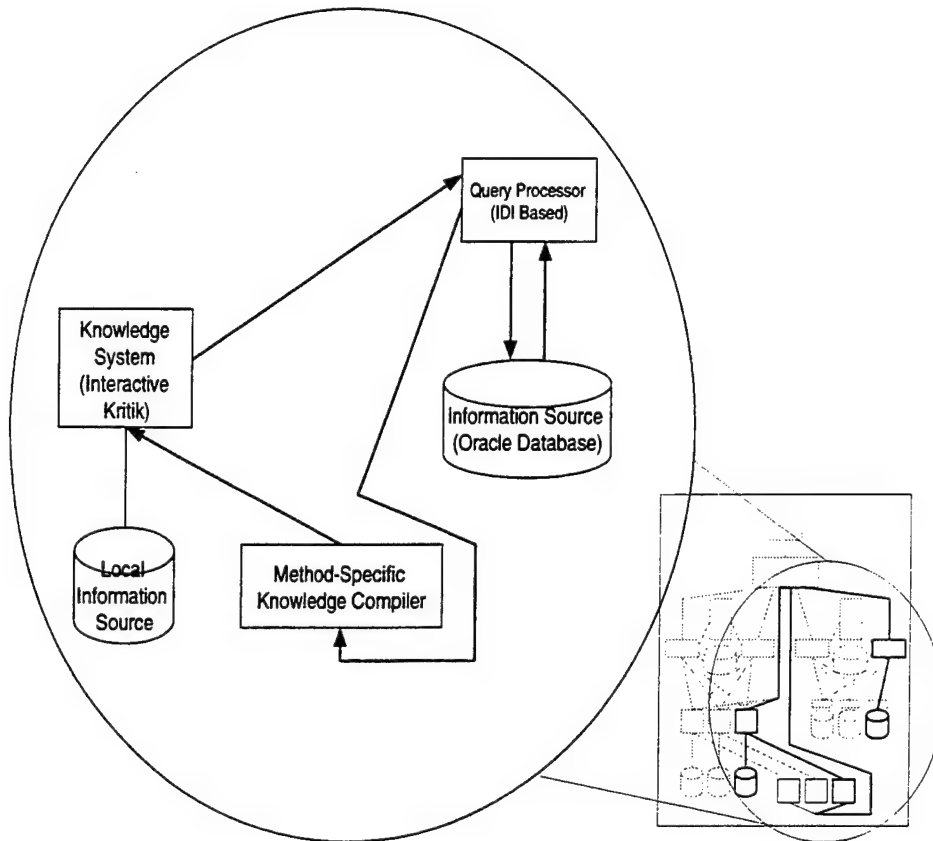 Query Processor
(IDI Based)
Knowledge
System
(Interactive
Kritik)
Information Source
(Oracle Database)
Local
Information
Source
Method-Specific
Knowledge Compiler